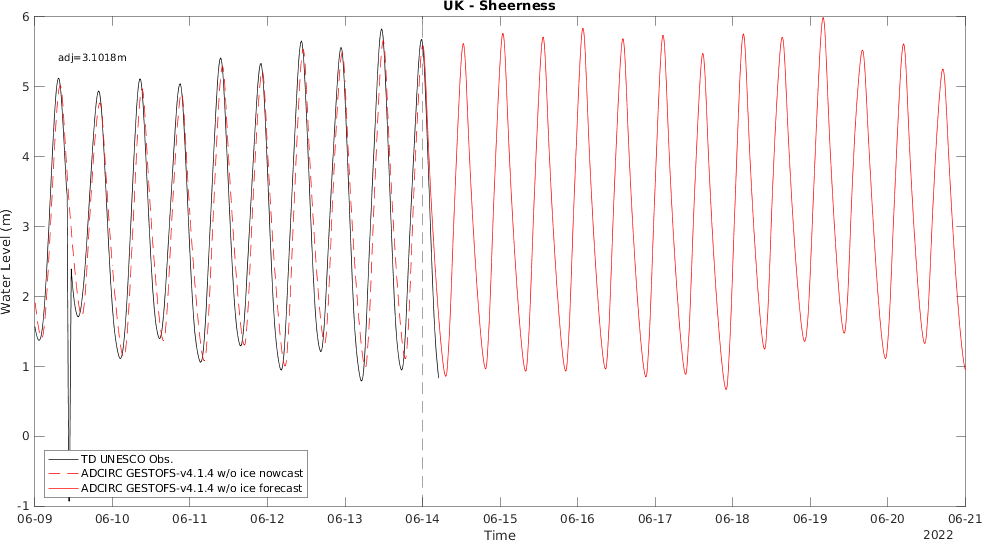 UK - Sheerness
adj=3.1018m
Water Level (m)
6
5
4
3
2
1
0
-1
TD UNESCO Obs.
ADCIRC GESTOFS-v4.1.4 w/o ice nowcast
ADCIRC GESTOFS-v4.1.4 w/o ice forecast
06-09 06-10 06-11 06-12 06-13 06-14 06-15 06-16 06-17 06-18 06-19 06-20 06-21
Time
2022